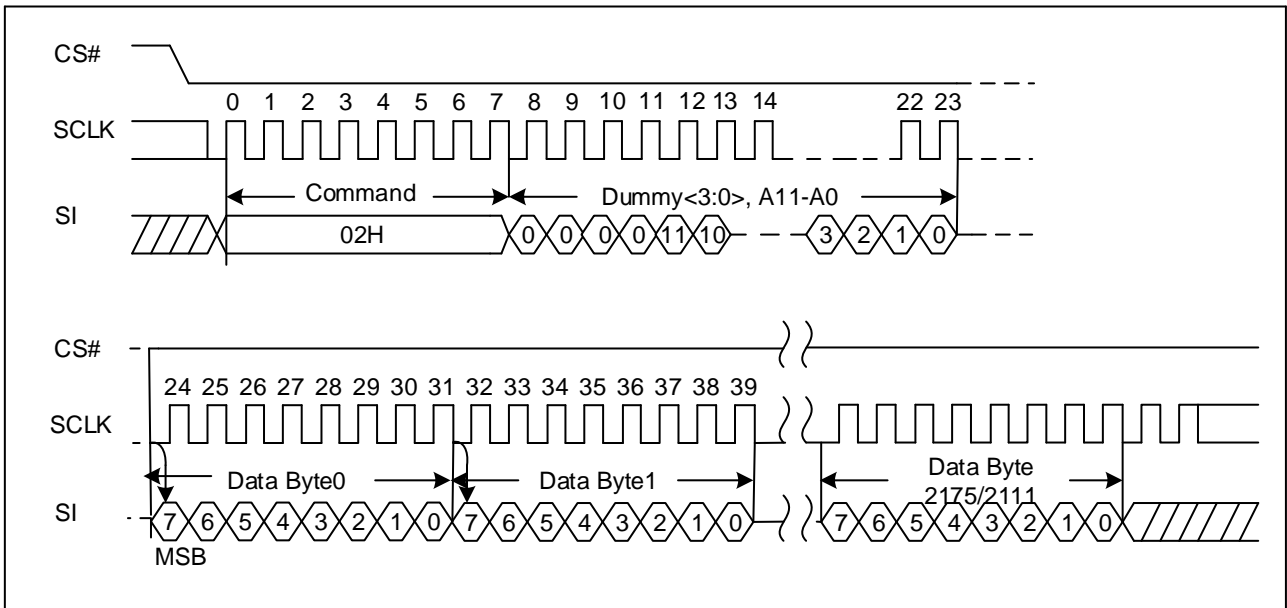 CS#
0 1 2 3 4 5 6 7 8 9 10 11 12 13 14 22 23
SCLK
Command Dummy<3:0>, A11-A0
SI
02H 0 0 0 0 11 10 3 2 1 0
CS#
24 25 26 27 28 29 30 31 32 33 34 35 36 37 38 39
SCLK
Data Byte0 Data Byte1 Data Byte
2175/2111
SI
7 6 5 4 3 2 1 0 7 6 5 4 3 2 1 0 7 6 5 4 3 2 1 0
MSB